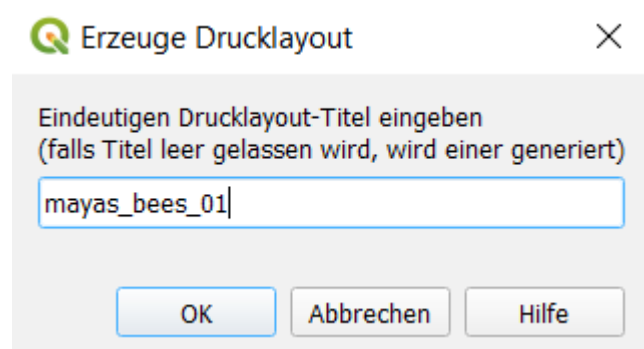 Erzeuge Drucklayout
Eindeutigen Drucklayout-Titel eingeben
(falls Titel leer gelassen wird, wird einer generiert)
mayas_bees_01
OK Abbrechen Hilfe